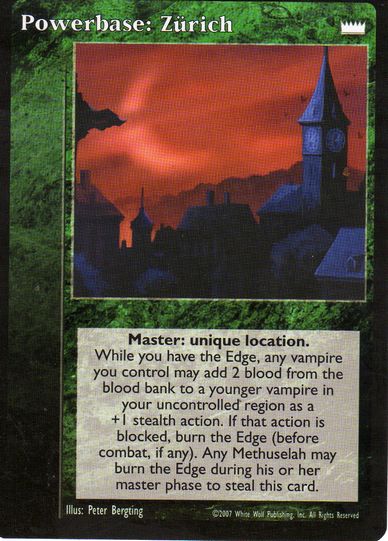 Powerbase: Zürich
Master: unique location.
While you have the Edge, any vampire
you control may add 2 blood from the
blood bank to a younger vampire in
your uncontrolled region as a
+1 stealth action. If that action is
blocked, burn the Edge (before
combat, if any). Any Methuselah may
burn the Edge during his or her
master phase to steal this card.
Illus: Peter Bergting
©2007 White Wolf Publishing, Inc. All Rights Reserved